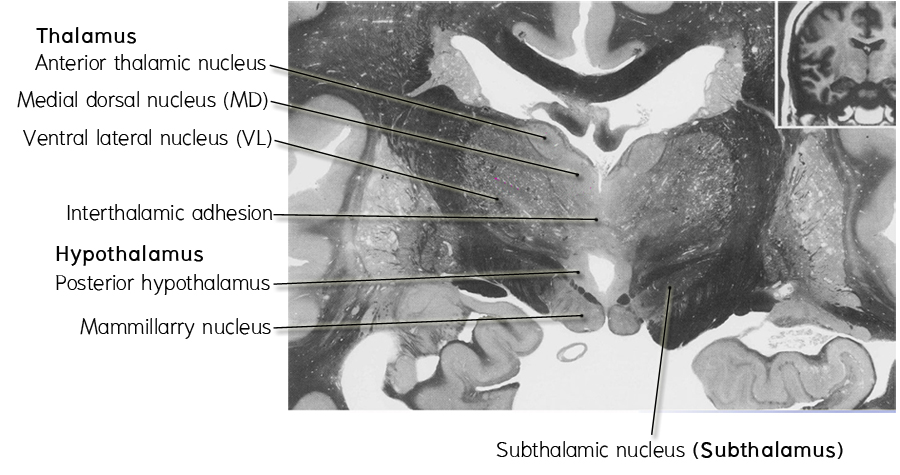 Thalamus
Anterior thalamic nucleus
Medial dorsal nucleus (MD)
Ventral lateral nucleus (VL)
Interthalamic adhesion
Hypothalamus
Posterior hypothalamus
Mammillarry nucleus
Subthalamic nucleus (Subthalamus)